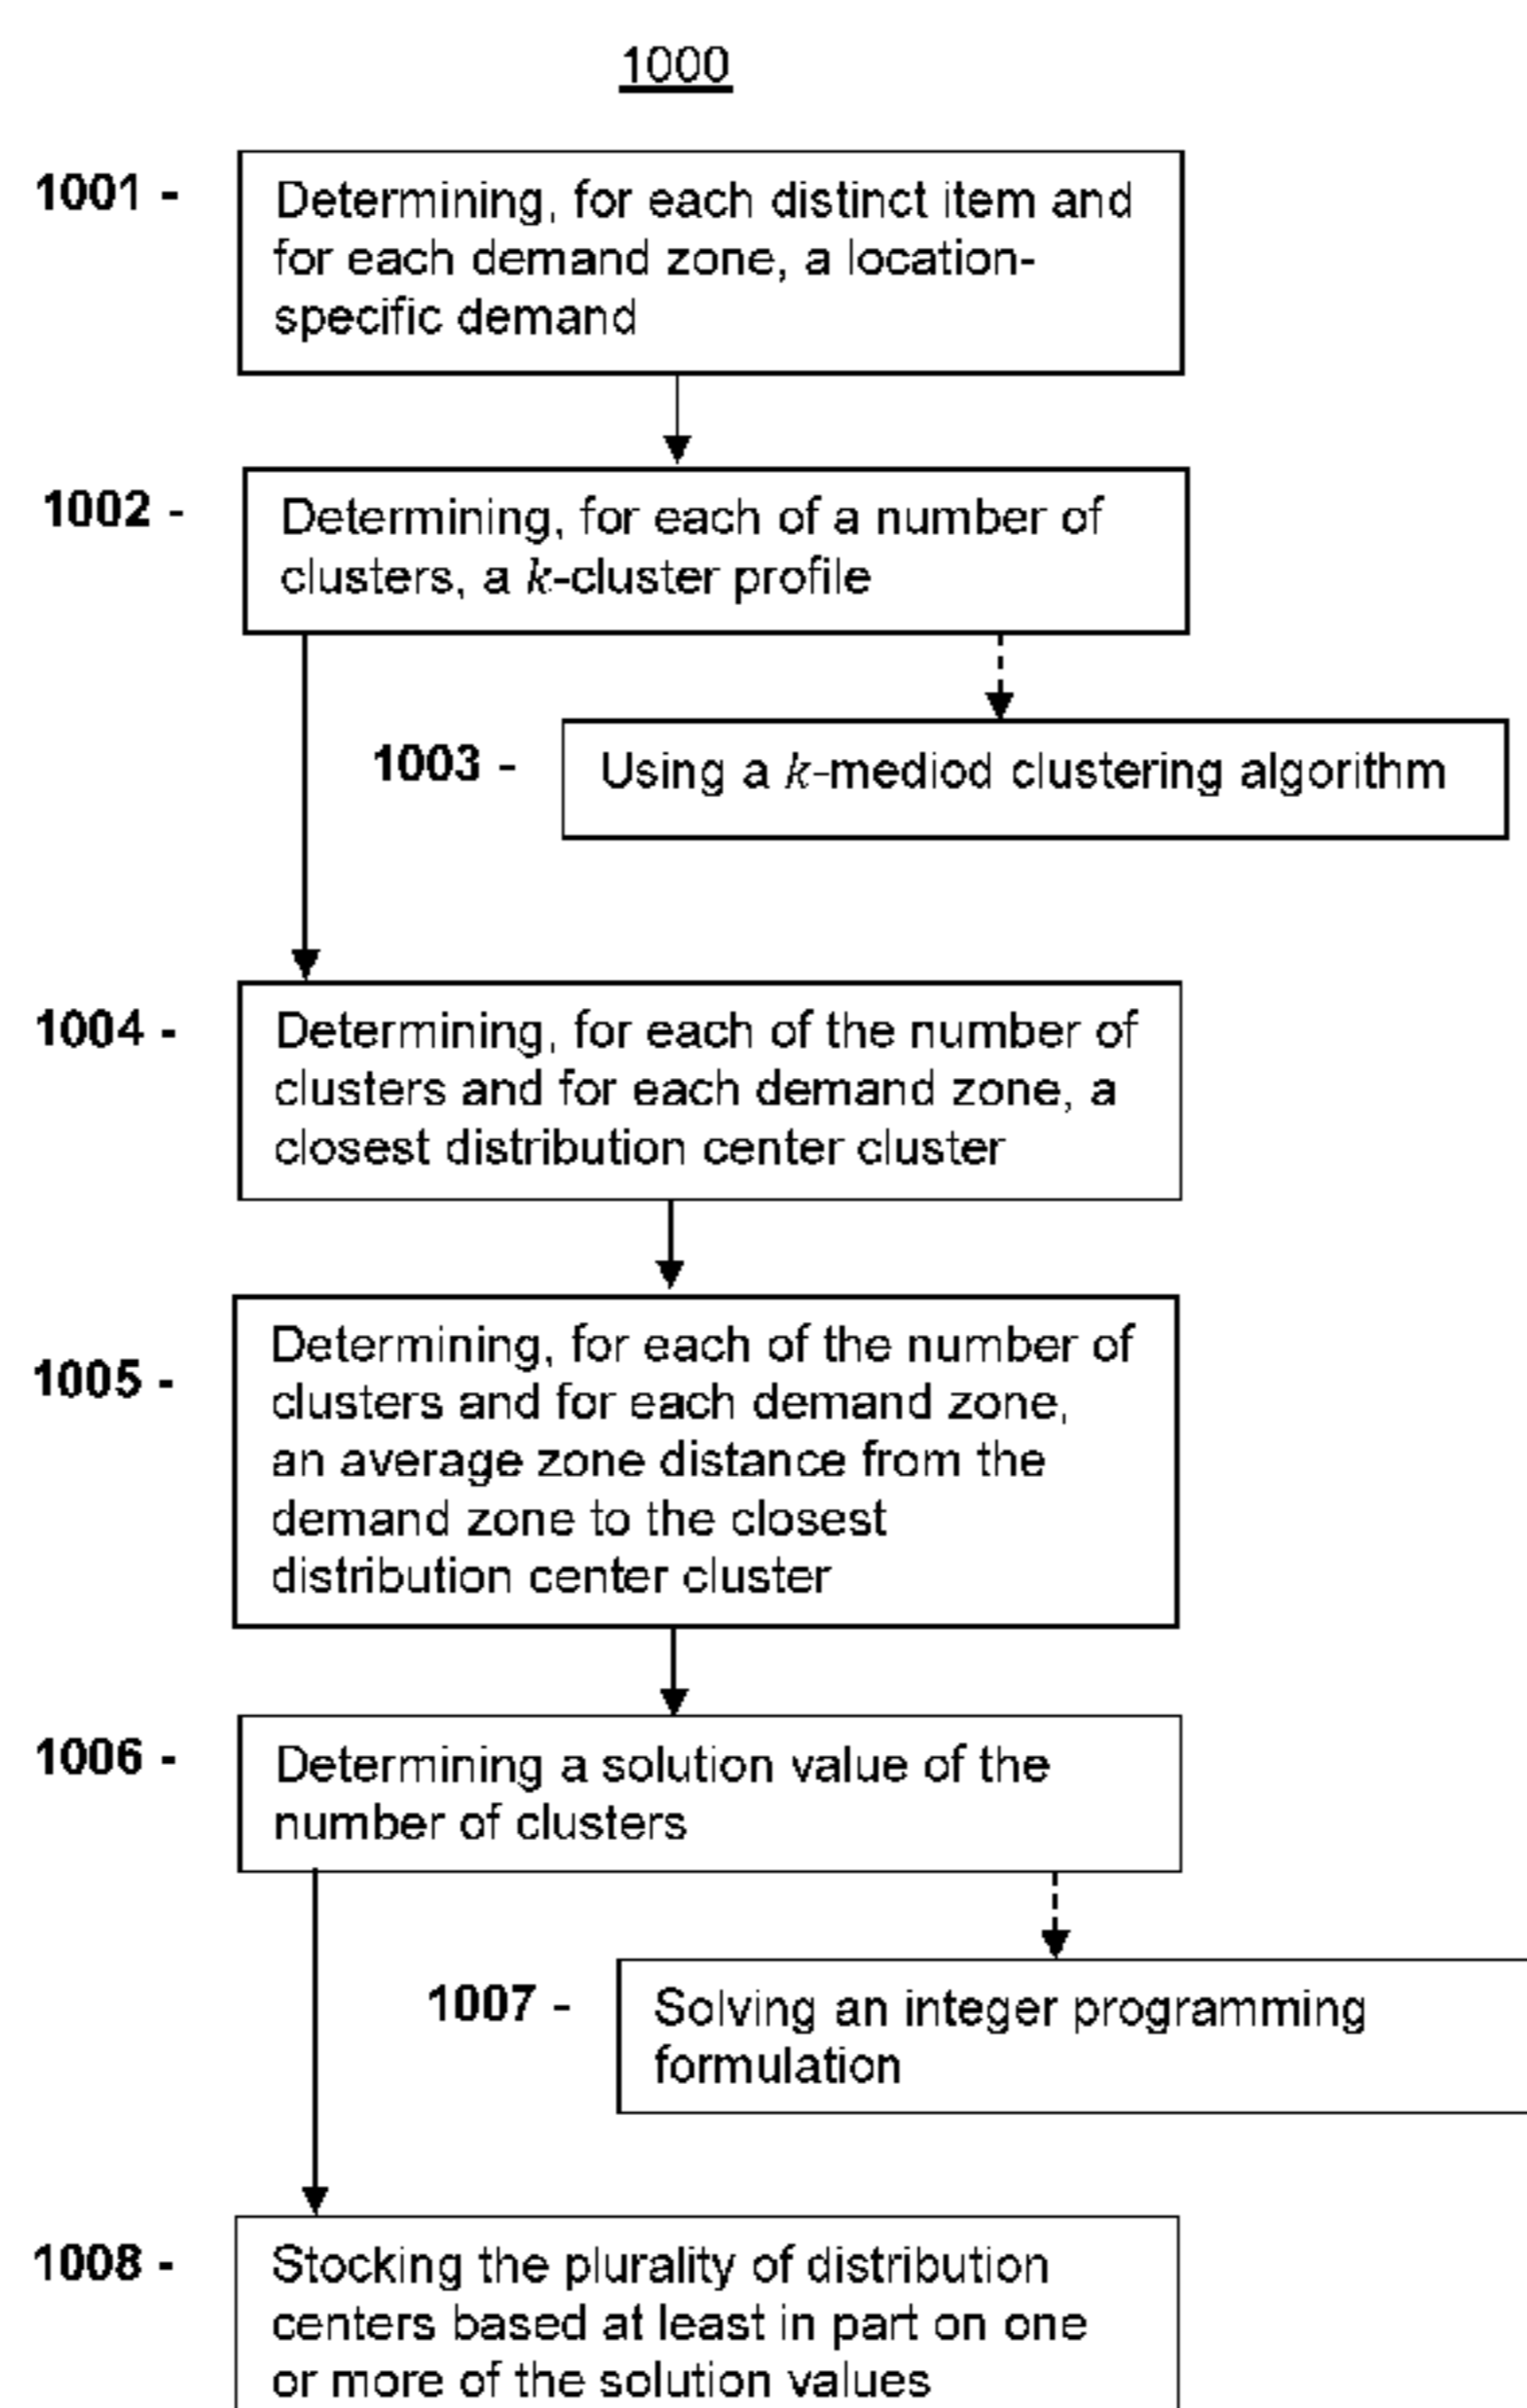 1000
1001 -
Determining, for each distinct item and
for each demand zone, a location-
specific demand
1002 -
Determining, for each of a number of
clusters, a k-cluster profile
1003 -
Using a k-mediod clustering algorithm
1004 -
Determining, for each of the number of
clusters and for each demand zone, a
closest distribution center cluster
1005 -
Determining, for each of the number of
clusters and for each demand zone,
an average zone distance from the
demand zone to the closest
distribution center cluster
1006 -
Determining a solution value of the
number of clusters
1007 -
Solving an integer programming
formulation
1008 -
Stocking the plurality of distribution
centers based at least in part on one
or more of the solution values